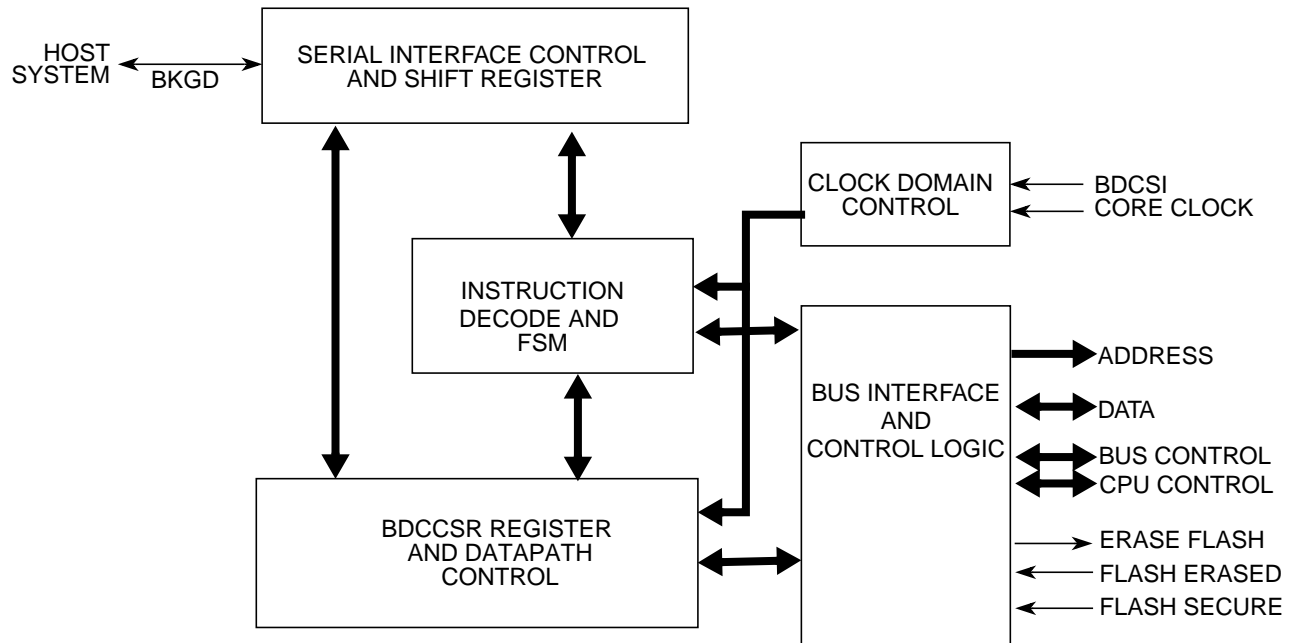 HOST
SYSTEM
BKGD
SERIAL INTERFACE CONTROL
AND SHIFT REGISTER
CLOCK DOMAIN
CONTROL
BDCSI
CORE CLOCK
INSTRUCTION
DECODE AND
FSM
BUS INTERFACE
AND
CONTROL LOGIC
ADDRESS
DATA
BUS CONTROL
CPU CONTROL
ERASE FLASH
FLASH ERASED
FLASH SECURE
BDCCSR REGISTER
AND DATAPATH
CONTROL